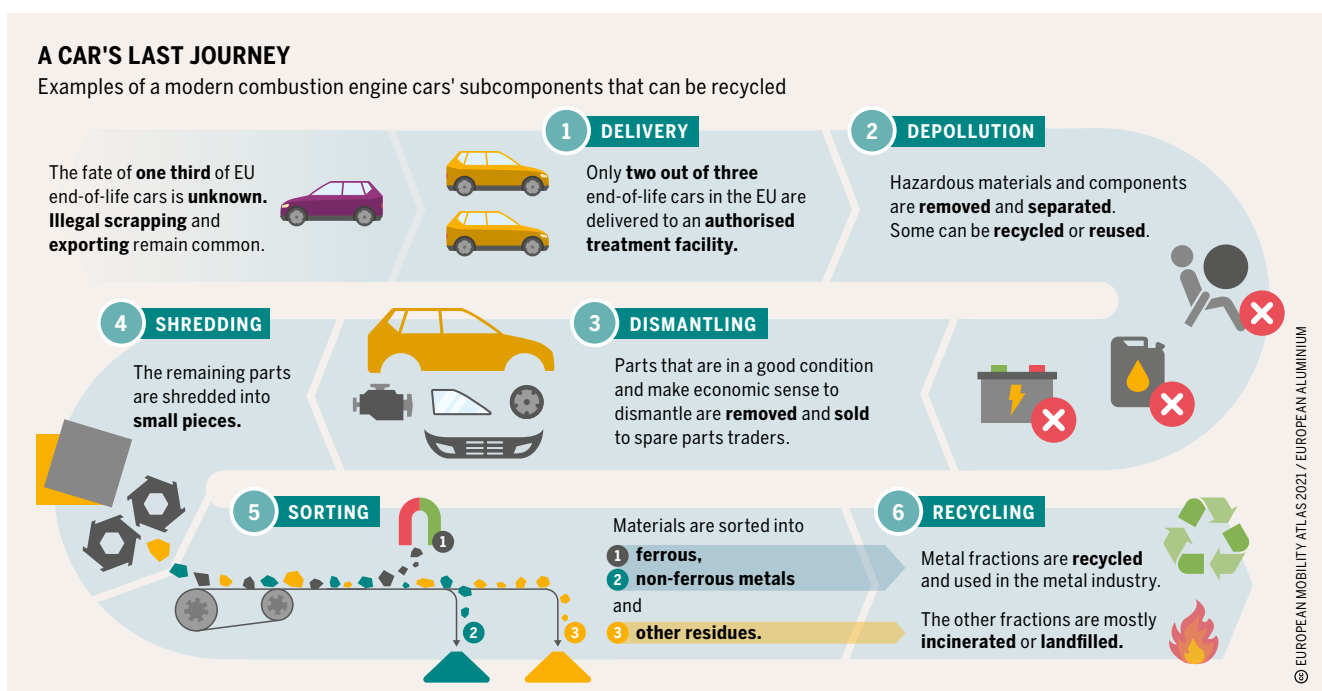 A CAR'S LAST JOURNEY
Examples of a modern combustion engine cars' subcomponents that can be recycled
The fate of one third of EU
end-of-life cars is unknown.
Illegal scrapping and
exporting remain common.
1 DELIVERY
Only two out of three
end-of-life cars in the EU are
delivered to an authorised
treatment facility.
2 DEPOLLUTION
Hazardous materials and components
are removed and separated.
Some can be recycled or reused.
3 DISMANTLING
Parts that are in a good condition
and make economic sense to
dismantle are removed and sold
to spare parts traders.
4 SHREDDING
The remaining parts
are shredded into
small pieces.
5 SORTING
1
2
3
Materials are sorted into
1 ferrous,
2 non-ferrous metals
and
3 other residues.
6 RECYCLING
Metal fractions are recycled
and used in the metal industry.
The other fractions are mostly
incinerated or landfilled.
cc EUROPEAN MOBILITY ATLAS 2021 / EUROPEAN ALUMINIUM